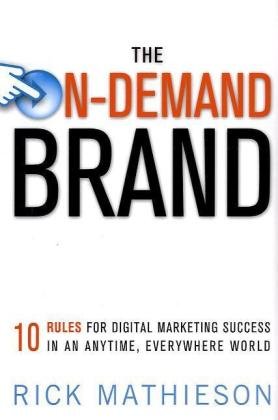 THE
ON-DEMAND
BRAND
10 RULES FOR DIGITAL MARKETING SUCCESS
IN AN ANYTIME, EVERYWHERE WORLD
RICK MATHIESON